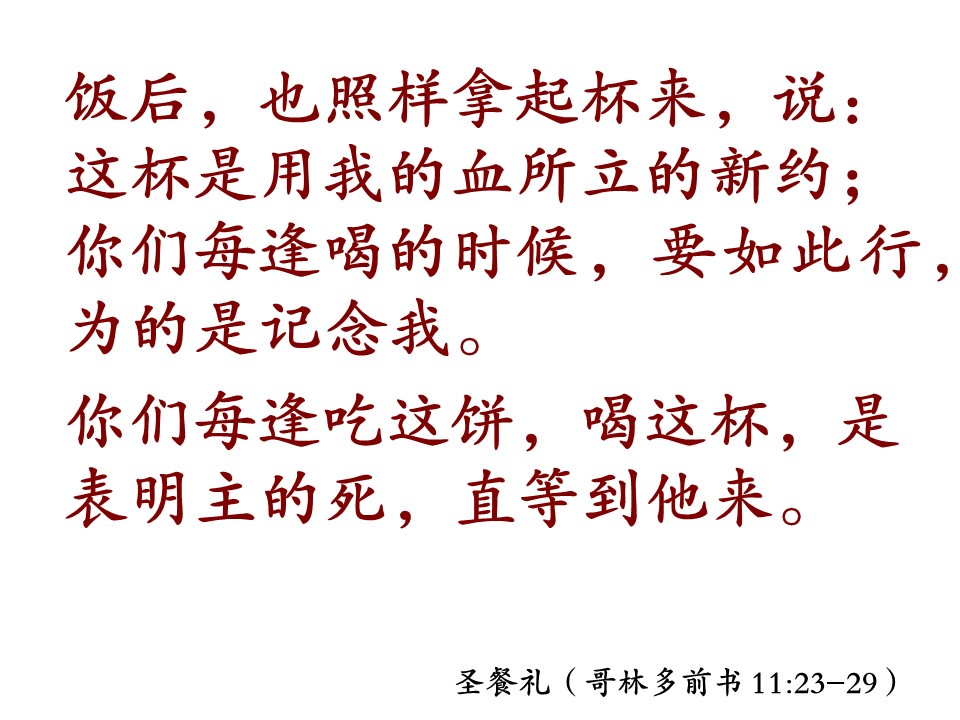 饭后，也照样拿起杯来，说：
这杯是用我的血所立的新约；
你们每逢喝的时候，要如此行，
为的是记念我。
你们每逢吃这饼，喝这杯，是
表明主的死，直等到他来。
圣餐礼（哥林多前书 11:23-29）